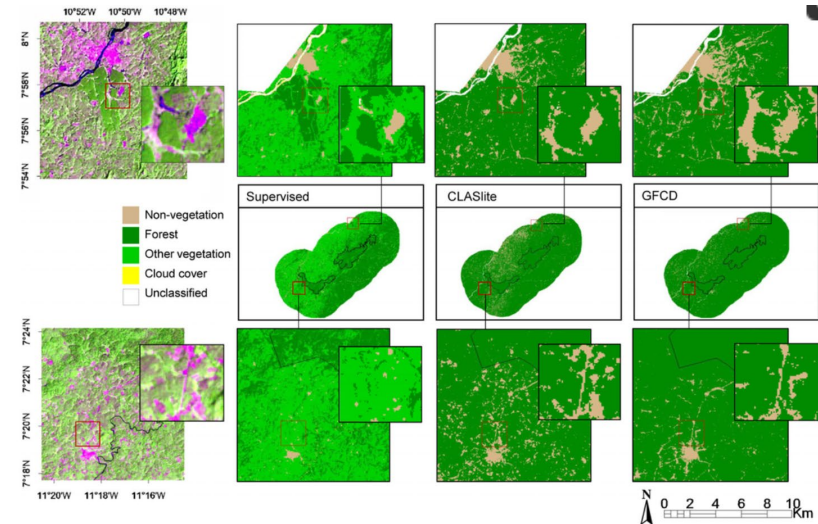 10°52'W 10°50'W 10°48'W
8°N
7°58'N
7°56'N
7°54'N
Supervised
CLASlite
GFCD
Non-vegetation
Forest
Other vegetation
Cloud cover
Unclassified
7°24'N
7°22'N
7°20'N
7°18'N
11°20'W 11°18'W 11°16'W
N
0 2 4 6 8 10
Km